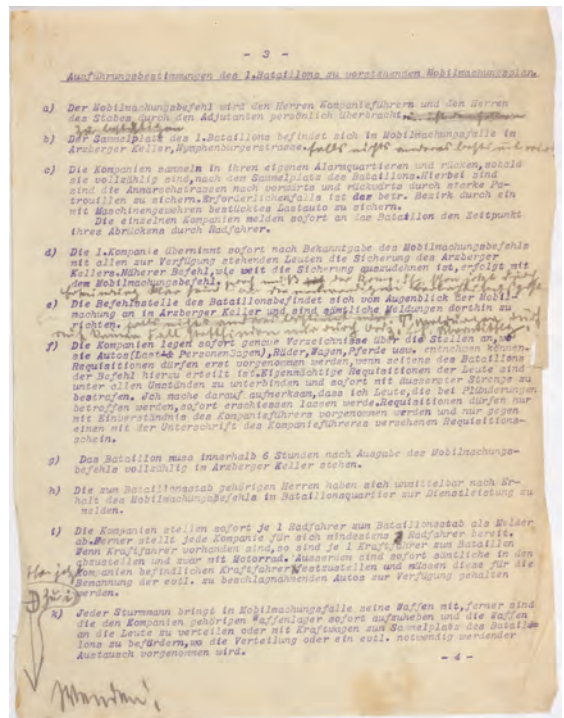 - 3 -
Ausführungsbestimmungen des 1.Bataillons zu vorstehenden Mobilmachungsplan.
a) Der Mobilmachungsbefehl wird den Herren Kompanieführern und den Herren
des Stabes durch den Adjutanten persönlich überbracht.
b) Der Sammelplatz des 1.Bataillons befindet sich im Mobilmachungsfalle im
Arzberger Keller,Nymphenburgerstrasse. falls nichts anderes
c) Die Kompanien sammeln in ihren eigenen Alarmquartieren und rücken,sobald
sie vollzählig sind,nach dem Sammelplatz des Bataillons.Hierbei sind
sind die Anmarschstrassen nach vorwärts und rückwärts durch starke Pa-
trouillen zu sichern.Erforderlichenfalls ist das betr. Bezirk durch ein
mit Maschinengewehren bestücktes Lastauto zu sichern.
Die einzelnen Kompanien melden sofort an das Bataillon den Zeitpunkt
ihres Abrückens durch Radfahrer.
d) Die 1.Kompanie übernimmt sofort nach Bekanntgabe des Mobilmachungsbefehls
mit allen zur Verfügung stehenden Leuten die Sicherung des Arzberger
Kellers.Näherer Befehl,wie weit die Sicherung auszudehnen ist,erfolgt mit
dem Mobilmachungsbefehl.
e) Die Befehlsstelle des Bataillonsbefindet sich vom Augenblick der Mobil-
machung an im Arzberger Keller und sind sämtliche Meldungen dorthin zu
richten. falls nichts anderes
f) Die Kompanien legen sofort genaue Verzeichnisse über die Stellen an,wo
sie Autos(Last& Personenwagen),Räder,Wagen,Pferde usw. entnehmen können.
Requisitionen dürfen erst vorgenommen werden,wenn seitens des Bataillons
der Befehl hierzu erteilt ist.Eigenmächtige Requisitionen der Leute sind
unter allen Umständen zu unterbinden und sofort mit äusserster Strenge zu
bestrafen. Jch mache darauf aufmerksam,dass ich Leute,die bei Plünderungen
betroffen werden,sofort erschiessen lassen werde.Requisitionen dürfen nur
mit Einverständnis des Kompanieführers vorgenommen werden und nur gegen
einen mit der Unterschrift des Kompanieführeres versehenen Requisitions-
schein.
g) Das Bataillon muss innerhalb 6 Stunden nach Ausgabe des Mobilmachungs-
befehls vollzählig im Arzberger Keller stehen.
h) Die zum Bataillonsstab gehörigen Herren haben sich unmittelbar nach Er-
halt des Mobilmachungsbefehls im Bataillonsquartier zur Dienstleistung zu
melden.
i) Die Kompanien stellen sofort je 1 Radfahrer zum Bataillonsstab als Melder
ab.Ferner stellt jede Kompanie für sich mindestens Radfahrer bereit.
Wenn Kraftfahrer vorhanden sind,so sind je 1 Kraftfahrer zum Bataillon
abzustellen und zwar mit Motorrad. Ausserdem sind sofort sämtliche in den
Kompanien befindlichen Kraftfahrer festzustellen und müssen diese für die
Bemannung der evtl. zu beschlagnahmenden Autos zur Verfügung gehalten
werden.
k) Jeder Sturmmann bringt im Mobilmachungsfalle seine Waffen mit,ferner sind
die den Kompanien gehörigen Waffenlager sofort aufzuheben und die Waffen
an die Leute zu verteilen oder mit Kraftwagen zum Sammelplatz des Batail-
lons zu befördern,wo die Verteilung oder ein evtl. notwendig werdender
Austausch vorgenommen wird.
- 4 -
Wenden!